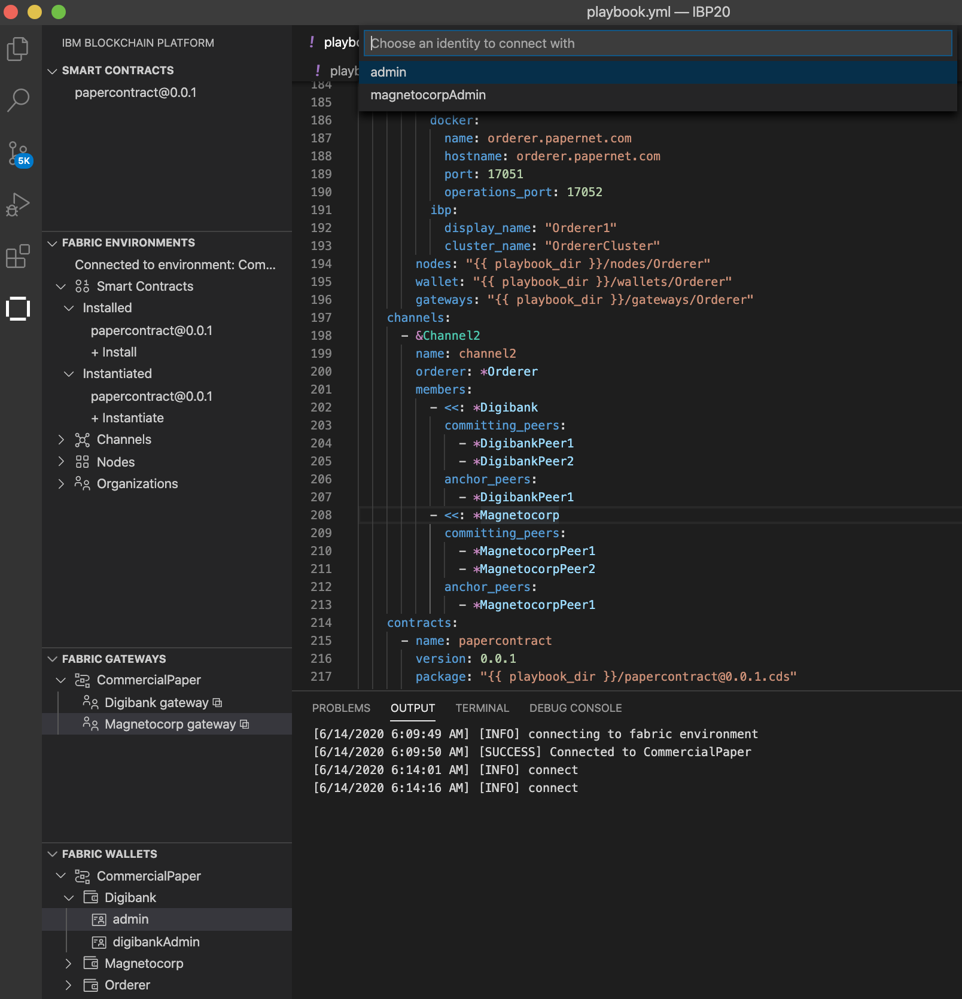 playbook.yml — IBP20
5K
IBM BLOCKCHAIN PLATFORM
SMART CONTRACTS
papercontract@0.0.1
FABRIC ENVIRONMENTS
Connected to environment: Com...
Smart Contracts
Installed
papercontract@0.0.1
+ Install
Instantiated
papercontract@0.0.1
+ Instantiate
Channels
Nodes
Organizations
FABRIC GATEWAYS
CommercialPaper
Digibank gateway
Magnetocorp gateway
FABRIC WALLETS
CommercialPaper
Digibank
admin
digibankAdmin
Magnetocorp
Orderer
! playbo
! playb
Choose an identity to connect with
admin
magnetocorpAdmin
184
185
186 docker:
187 name: orderer.papernet.com
188 hostname: orderer.papernet.com
189 port: 17051
190 operations_port: 17052
191 ibp:
192 display_name: "Orderer1"
193 cluster_name: "OrdererCluster"
194 nodes: "{{ playbook_dir }}/nodes/Orderer"
195 wallet: "{{ playbook_dir }}/wallets/Orderer"
196 gateways: "{{ playbook_dir }}/gateways/Orderer"
197 channels:
198 - &Channel2
199 name: channel2
200 orderer: *Orderer
201 members:
202 - <<: *Digibank
203 committing_peers:
204 - *DigibankPeer1
205 - *DigibankPeer2
206 anchor_peers:
207 - *DigibankPeer1
208 - <<: *Magnetocorp
209 committing_peers:
210 - *MagnetocorpPeer1
211 - *MagnetocorpPeer2
212 anchor_peers:
213 - *MagnetocorpPeer1
214 contracts:
215 - name: papercontract
216 version: 0.0.1
217 package: "{{ playbook_dir }}/papercontract@0.0.1.cds"
PROBLEMS OUTPUT TERMINAL DEBUG CONSOLE
[6/14/2020 6:09:49 AM] [INFO] connecting to fabric environment
[6/14/2020 6:09:50 AM] [SUCCESS] Connected to CommercialPaper
[6/14/2020 6:14:01 AM] [INFO] connect
[6/14/2020 6:14:16 AM] [INFO] connect